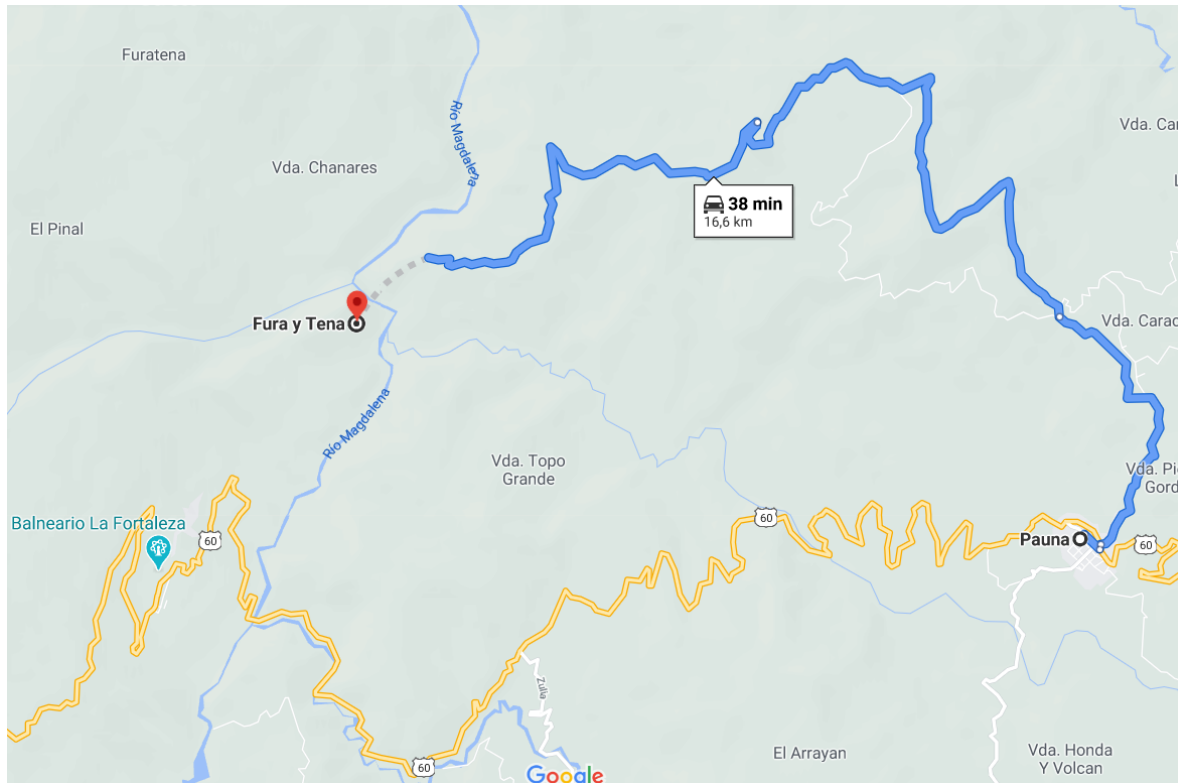 Furatena
Río Magdalena
Vda. Chanares
El Pinal
38 min
16,6 km
Fura y Tena
Río Magdalena
Vda. Topo
Grande
Balneario La Fortaleza
60
60
Pauna
60
Zulia
60
El Arrayan
Vda. Honda
Y Volcan
Google
Vda. Car
L
Vda. Carac
Vda. Pie
Gord